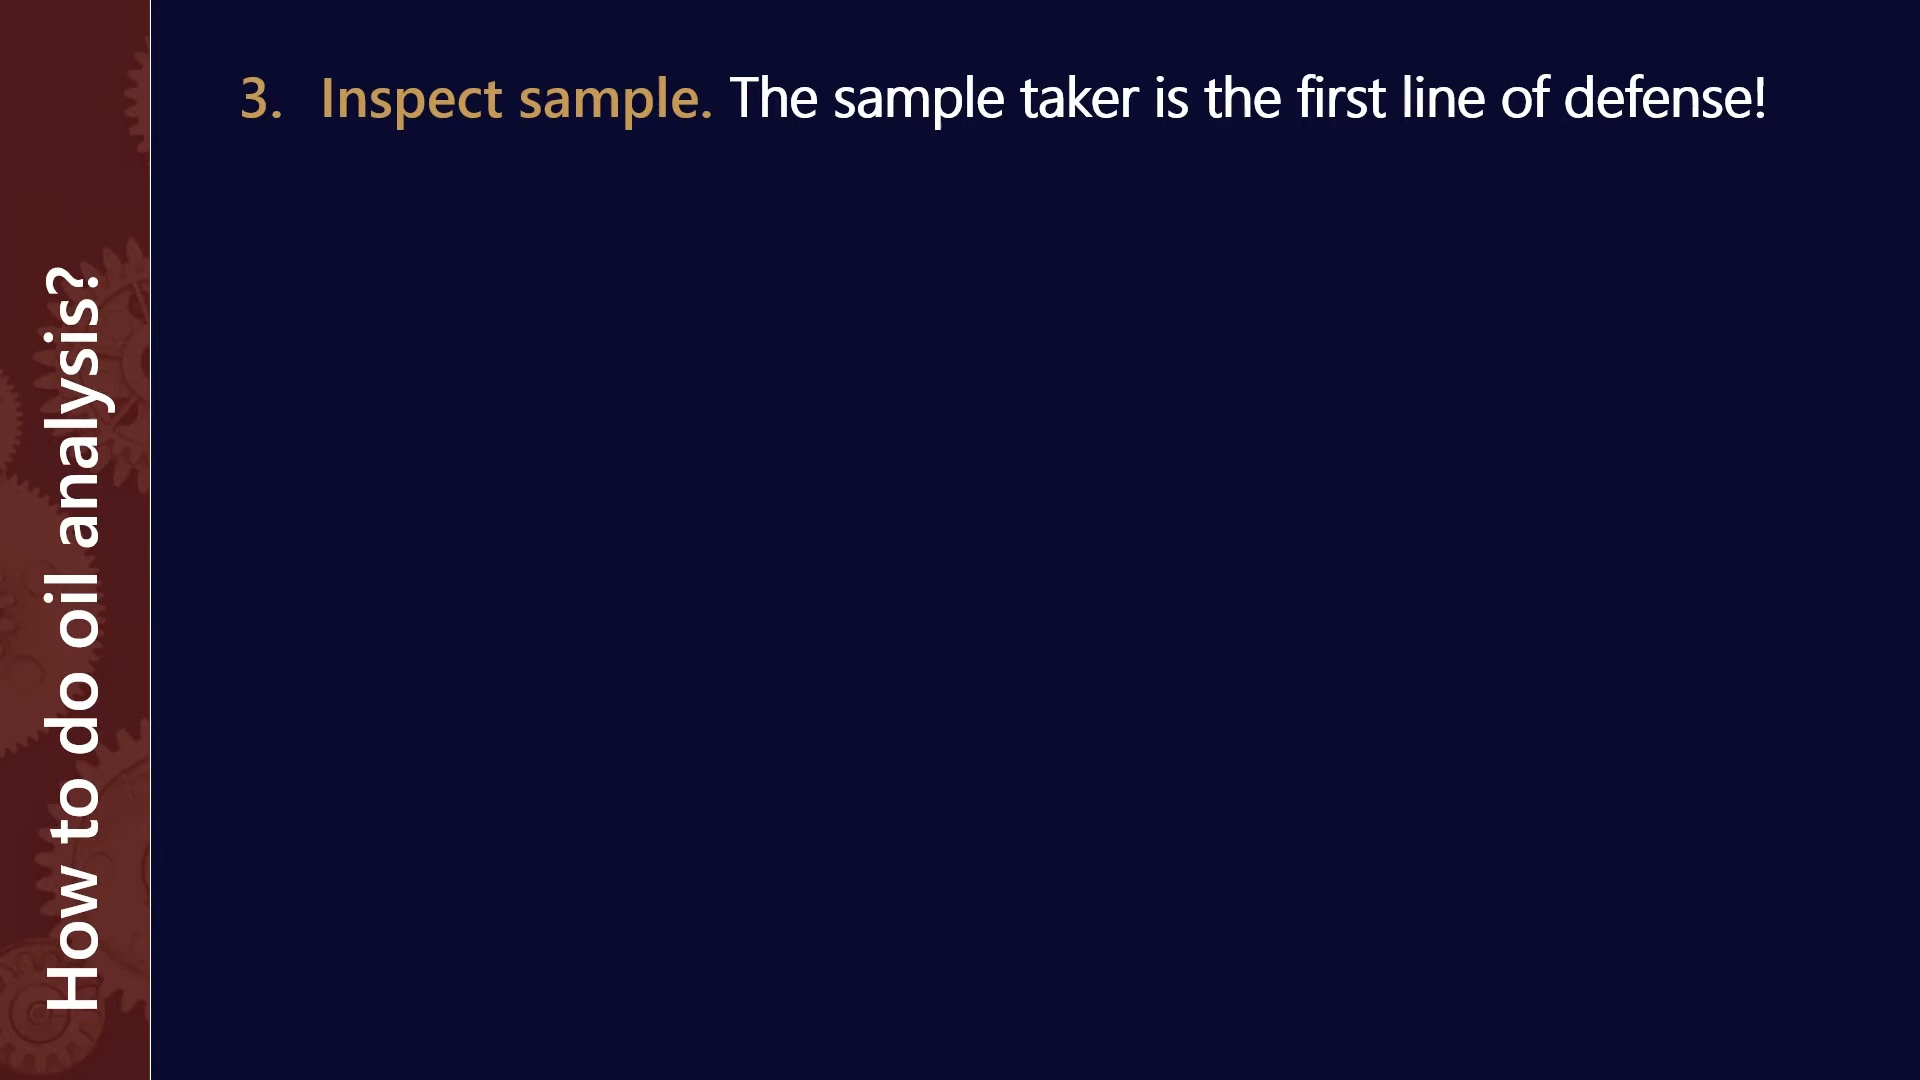 How to do oil analysis?
3. Inspect sample. The sample taker is the first line of defense!